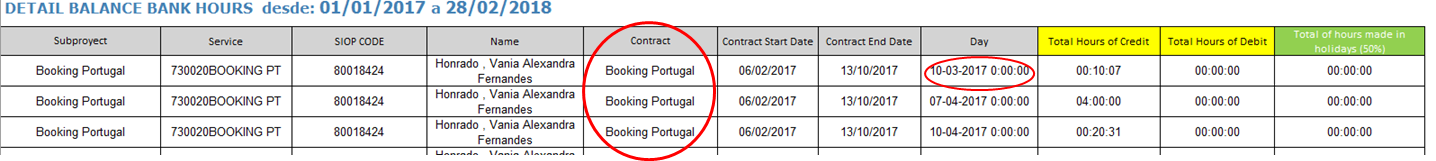 DETAIL BALANCE BANK HOURS desde: 01/01/2017 a 28/02/2018
Subproyect Service SIOP CODE Name Contract Contract Start Date Contract End Date Day Total Hours of Credit Total Hours of Debit Total of hours made in
holidays (50%)
Booking Portugal 730020BOOKING PT 80018424 Honrado , Vania Alexandra
Fernandes Booking Portugal 06/02/2017 13/10/2017 10-03-2017 0:00:00 00:10:07 00:00:00 00:00:00
Booking Portugal 730020BOOKING PT 80018424 Honrado , Vania Alexandra
Fernandes Booking Portugal 06/02/2017 13/10/2017 07-04-2017 0:00:00 04:00:00 00:00:00 00:00:00
Booking Portugal 730020BOOKING PT 80018424 Honrado , Vania Alexandra
Fernandes Booking Portugal 06/02/2017 13/10/2017 10-04-2017 0:00:00 00:20:31 00:00:00 00:00:00
Honrado , Vania Alexandra